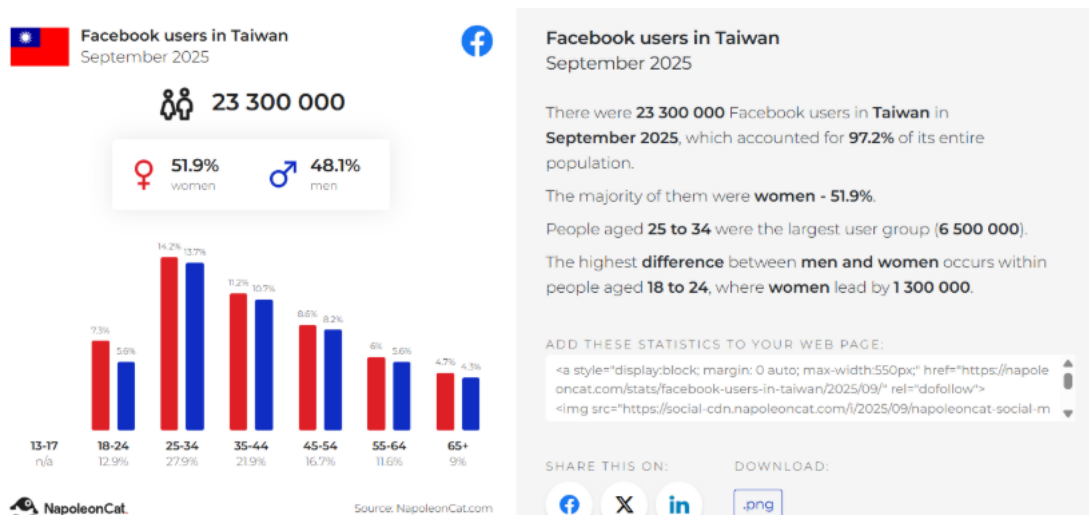 Facebook users in Taiwan
September 2025
23 300 000
51.9%
women
48.1%
men
14.2%
13.7%
11.2%
10.7%
8.6%
8.2%
7.3%
5.6%
6%
5.6%
4.7%
4.3%
13-17
18-24
25-34
35-44
45-54
55-64
65+
n/a
12.9%
27.9%
21.9%
16.7%
11.6%
9%
NapoleonCat.
Source: NapoleonCat.com
Facebook users in Taiwan
September 2025
There were 23 300 000 Facebook users in Taiwan in
September 2025, which accounted for 97.2% of its entire
population.
The majority of them were women - 51.9%.
People aged 25 to 34 were the largest user group (6 500 000).
The highest difference between men and women occurs within
people aged 18 to 24, where women lead by 1 300 000.
ADD THESE STATISTICS TO YOUR WEB PAGE:
<a style="display:block; margin: 0 auto; max-width:550px;" href="https://napole
oncat.com/stats/facebook-users-in-taiwan/2025/09/" rel="dofollow">
<img src="https://social-cdn.napoleoncat.com/i/2025/09/napoleoncat-social-m
SHARE THIS ON:
DOWNLOAD:
.png